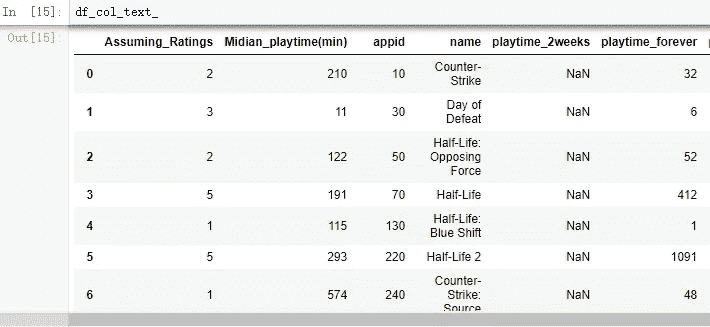 In [15]: df_col_text_
Out[15]:
Assuming_Ratings Midian_playtime(min) appid name playtime_2weeks playtime_forever
0 2 210 10 Counter-
Strike NaN 32
1 3 11 30 Day of
Defeat NaN 6
2 2 122 50 Half-Life:
Opposing
Force NaN 52
3 5 191 70 Half-Life NaN 412
4 1 115 130 Half-Life:
Blue Shift NaN 1
5 5 293 220 Half-Life 2 NaN 1091
6 1 574 240 Counter-
Strike:
Source NaN 48